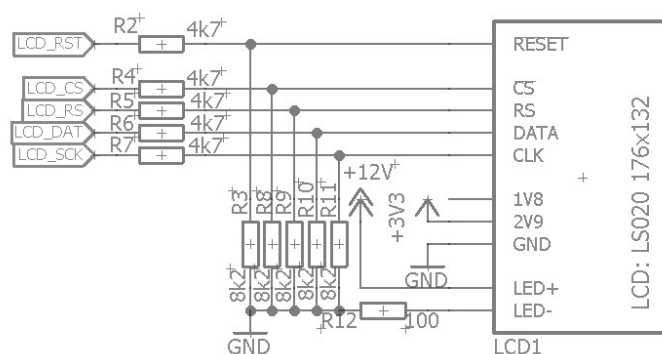 R2
4k7
LCD_RST
RESET
R4
4k7
LCD_CS
CS
R5
4k7
LCD_RS
RS
R6
4k7
LCD_DAT
DATA
R7
4k7
LCD_SCK
CLK
LCD: LS020 176x132
+12V
+3V3
1V8
2V9
GND
R3
R8
R9
R10
R11
GND
8k2
8k2
8k2
8k2
8k2
LED+
LED-
R12
100
GND
LCD1